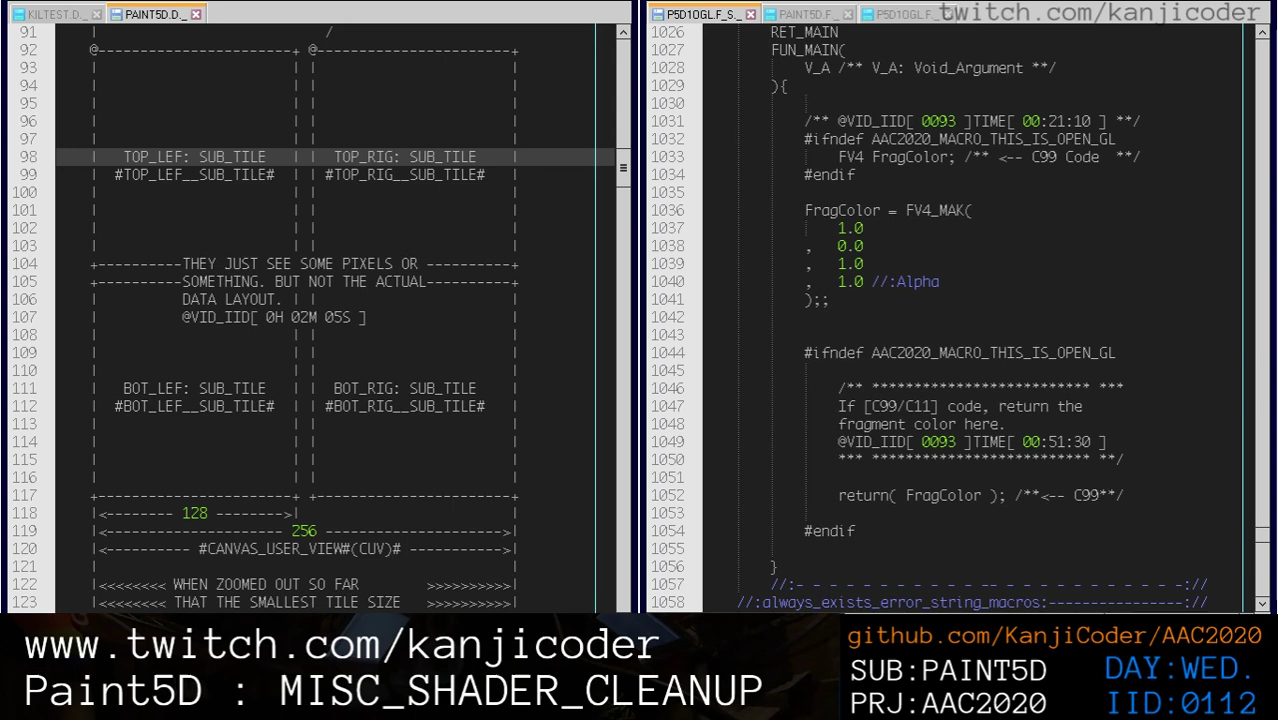 KILTEST.D._ PAINT5D.D._
91 /
92 @------------------------+ @------------------------+
93 | | | |
94 | | | |
95 | | | |
96 | | | |
97 | | | |
98 | TOP_LEF: SUB_TILE | | TOP_RIG: SUB_TILE |
99 | #TOP_LEF__SUB_TILE# | | #TOP_RIG__SUB_TILE# |
100 | | | |
101 | | | |
102 | | | |
103 | | | |
104 +----------THEY JUST SEE SOME PIXELS OR ----------+
105 +----------SOMETHING. BUT NOT THE ACTUAL----------+
106 | DATA LAYOUT. | | |
107 | @VID_IID[ 0H 02M 05S ] |
108 | | | |
109 | | | |
110 | | | |
111 | BOT_LEF: SUB_TILE | | BOT_RIG: SUB_TILE |
112 | #BOT_LEF__SUB_TILE# | | #BOT_RIG__SUB_TILE# |
113 | | | |
114 | | | |
115 | | | |
116 | | | |
117 +------------------------+ +------------------------+
118 |<-------- 128 -------->|
119 |<--------------------- 256 --------------------->|
120 |<---------- #CANVAS_USER_VIEW#(CUV)# ----------->|
121 | |
122 |<<<<<<<< WHEN ZOOMED OUT SO FAR >>>>>>>>>>|
123 |<<<<<<<< THAT THE SMALLEST TILE SIZE >>>>>>>>>>|
P5D10GL.F_S._ PAINT5D.F._ P5D10GL.F._
twitch.com/kanjicoder
1026 RET_MAIN
1027 FUN_MAIN(
1028 V_A /** V_A: Void_Argument **/
1029 ){
1030
1031 /** @VID_IID[ 0093 ]TIME[ 00:21:10 ] **/
1032 #ifndef AAC2020_MACRO_THIS_IS_OPEN_GL
1033 FV4 FragColor; /** <-- C99 Code **/
1034 #endif
1035
1036 FragColor = FV4_MAK(
1037 1.0
1038 , 0.0
1039 , 1.0
1040 , 1.0 //:Alpha
1041 );;
1042
1043
1044 #ifndef AAC2020_MACRO_THIS_IS_OPEN_GL
1045
1046 /** ************************** ***
1047 If [C99/C11] code, return the
1048 fragment color here.
1049 @VID_IID[ 0093 ]TIME[ 00:51:30 ]
1050 *** ************************** **/
1051
1052 return( FragColor ); /**<-- C99**/
1053
1054 #endif
1055
1056 }
1057 //:- - - - - - - - - - - -- - - - - - - - - - - -://
1058 //:always_exists_error_string_macros:----------------://
www.twitch.com/kanjicoder
Paint5D : MISC_SHADER_CLEANUP
github.com/KanjiCoder/AAC2020
SUB:PAINT5D DAY:WED.
PRJ:AAC2020 IID:0112